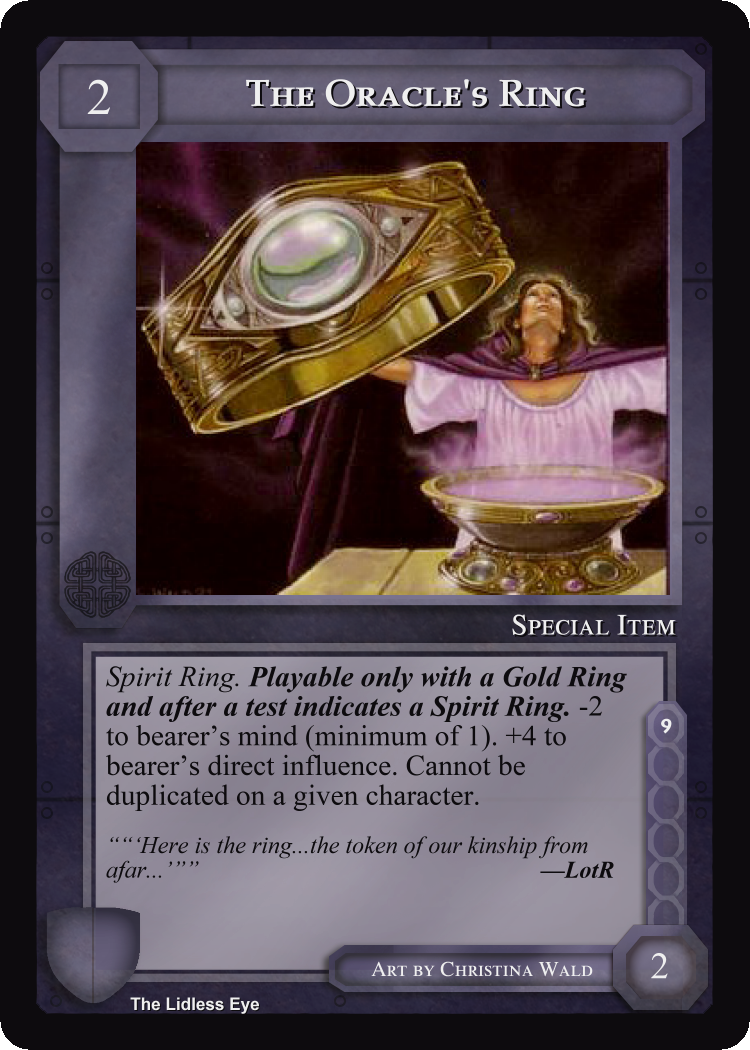 2
The Oracle's Ring
Special Item
Spirit Ring. Playable only with a Gold Ring
and after a test indicates a Spirit Ring. -2
to bearer's mind (minimum of 1). +4 to
bearer's direct influence. Cannot be
duplicated on a given character.
9
““‘Here is the ring...the token of our kinship from
afar...’”” —LotR
Art by Christina Wald
2
The Lidless Eye